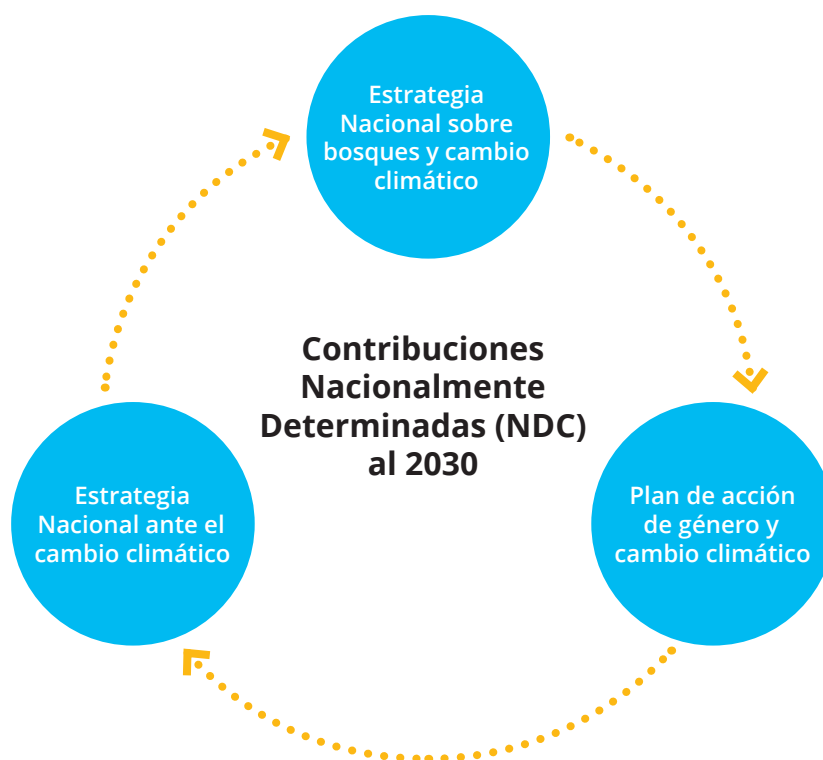 Estrategia
Nacional sobre
bosques y cambio
climático
Contribuciones
Nacionalmente
Determinadas (NDC)
al 2030
Estrategia
Nacional ante el
cambio climático
Plan de acción
de género y
cambio climático